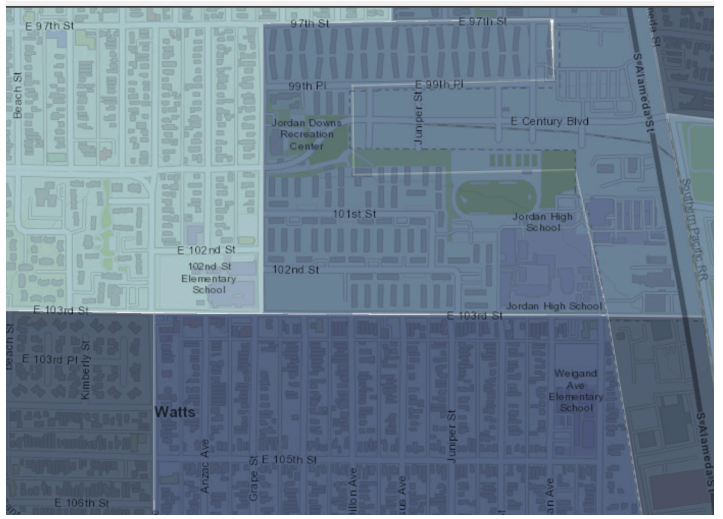 E 97th St
97th St
E 97th St
S Alameda St
Beach St
99th Pl
E 99th Pl
Juniper St
E Century Blvd
Jordan Downs
Recreation
Center
Southern Pacific RR
101st St
Jordan High
School
E 102nd St
102nd St
Elementary
School
102nd St
Jordan High School
E 103rd St
E 103rd St
Beach St
E 103rd Pl
Kimberly St
Weigand
Ave
Elementary
School
Watts
Juniper St
S Alameda St
Anzac Ave
Grape St
E 105th St
E 106th St